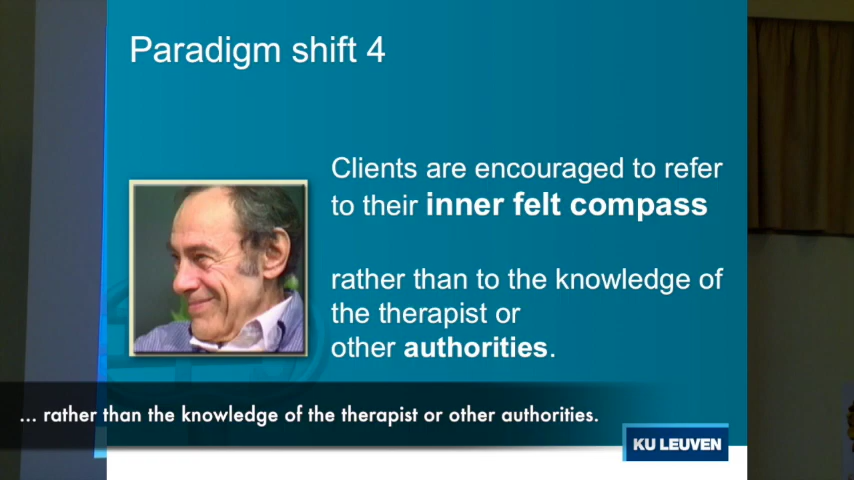 Paradigm shift 4
Clients are encouraged to refer
to their inner felt compass
rather than to the knowledge of
the therapist or
other authorities.
... rather than the knowledge of the therapist or other authorities.
KU LEUVEN